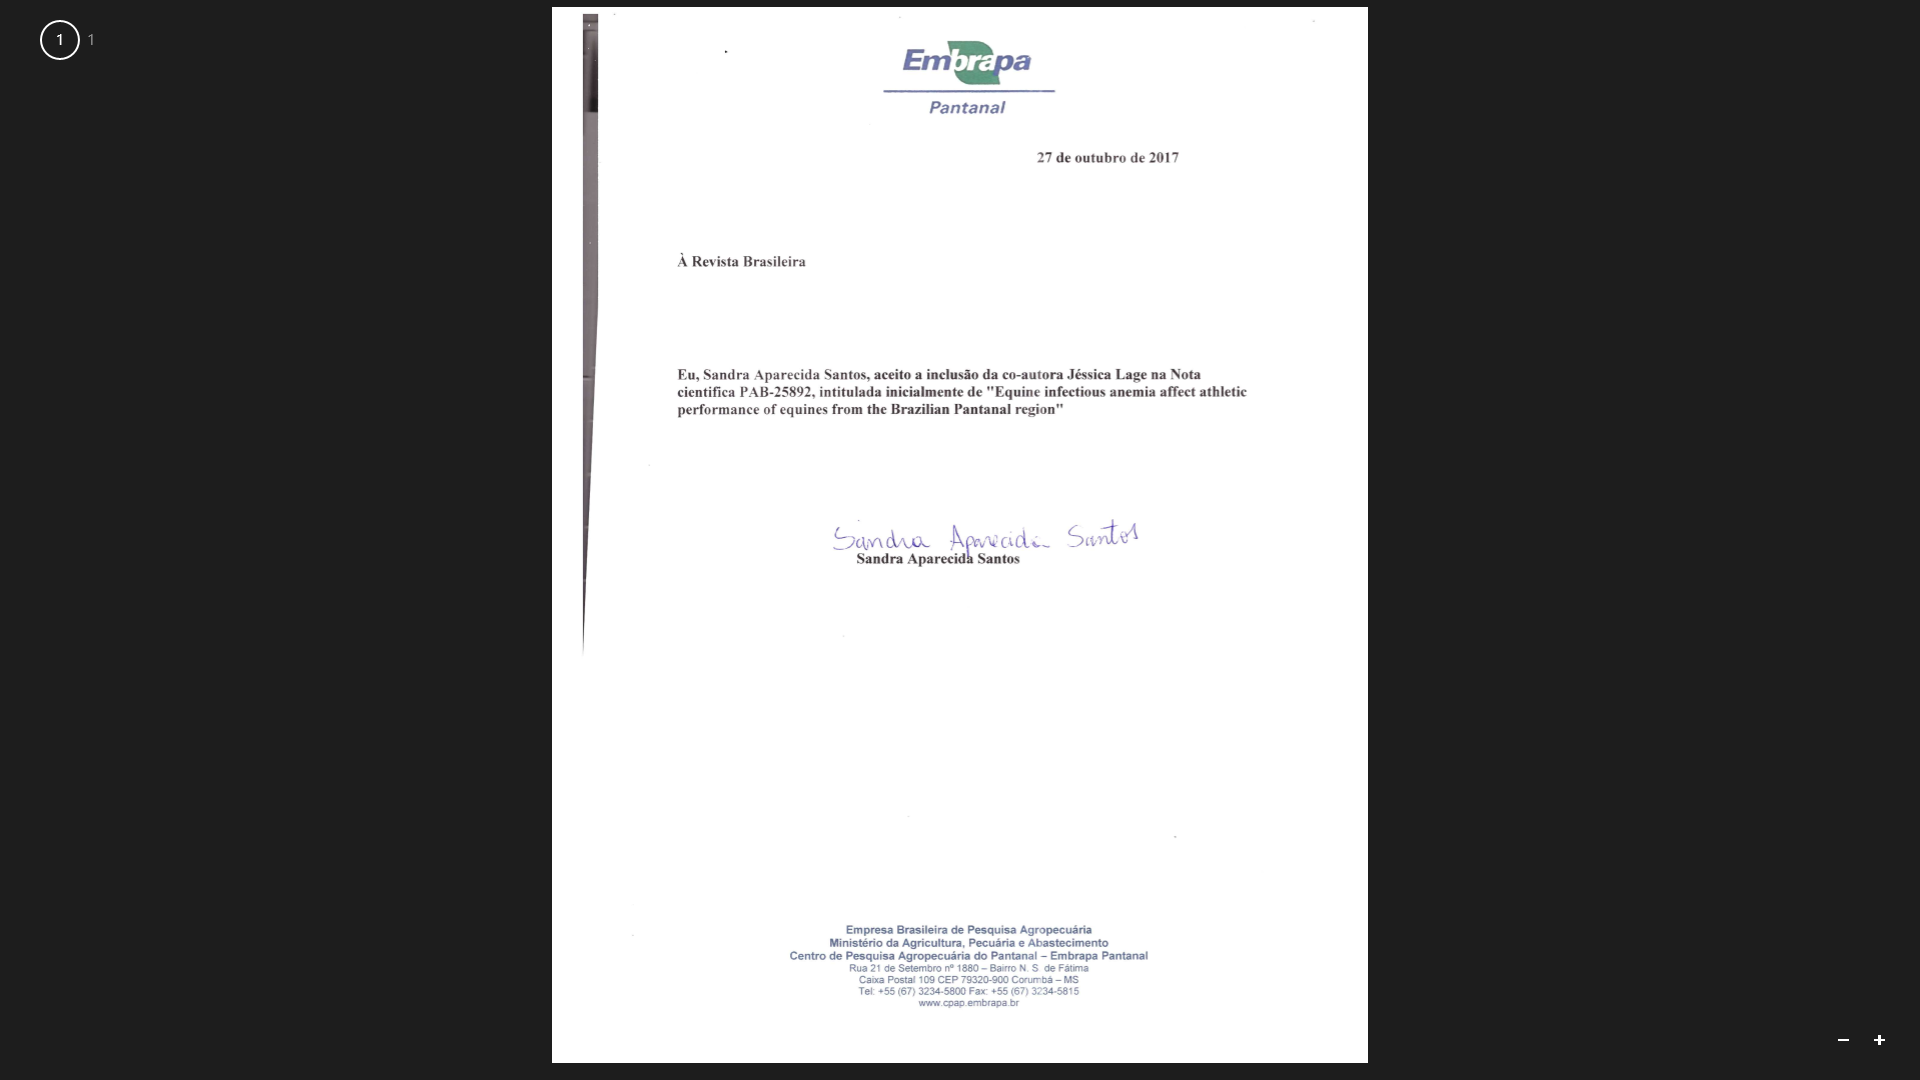 1 1
Embrapa
Pantanal
27 de outubro de 2017
À Revista Brasileira
Eu, Sandra Aparecida Santos, aceito a inclusão da co-autora Jéssica Lage na Nota
cientifica PAB-25892, intitulada inicialmente de "Equine infectious anemia affect athletic
performance of equines from the Brazilian Pantanal region"
Sandra Aparecida Santos
Sandra Aparecida Santos
Empresa Brasileira de Pesquisa Agropecuária
Ministério da Agricultura, Pecuária e Abastecimento
Centro de Pesquisa Agropecuária do Pantanal – Embrapa Pantanal
Rua 21 de Setembro nº 1880 – Bairro N. S. de Fátima
Caixa Postal 109 CEP 79320-900 Corumbá – MS
Tel: +55 (67) 3234-5800 Fax: +55 (67) 3234-5815
www.cpap.embrapa.br